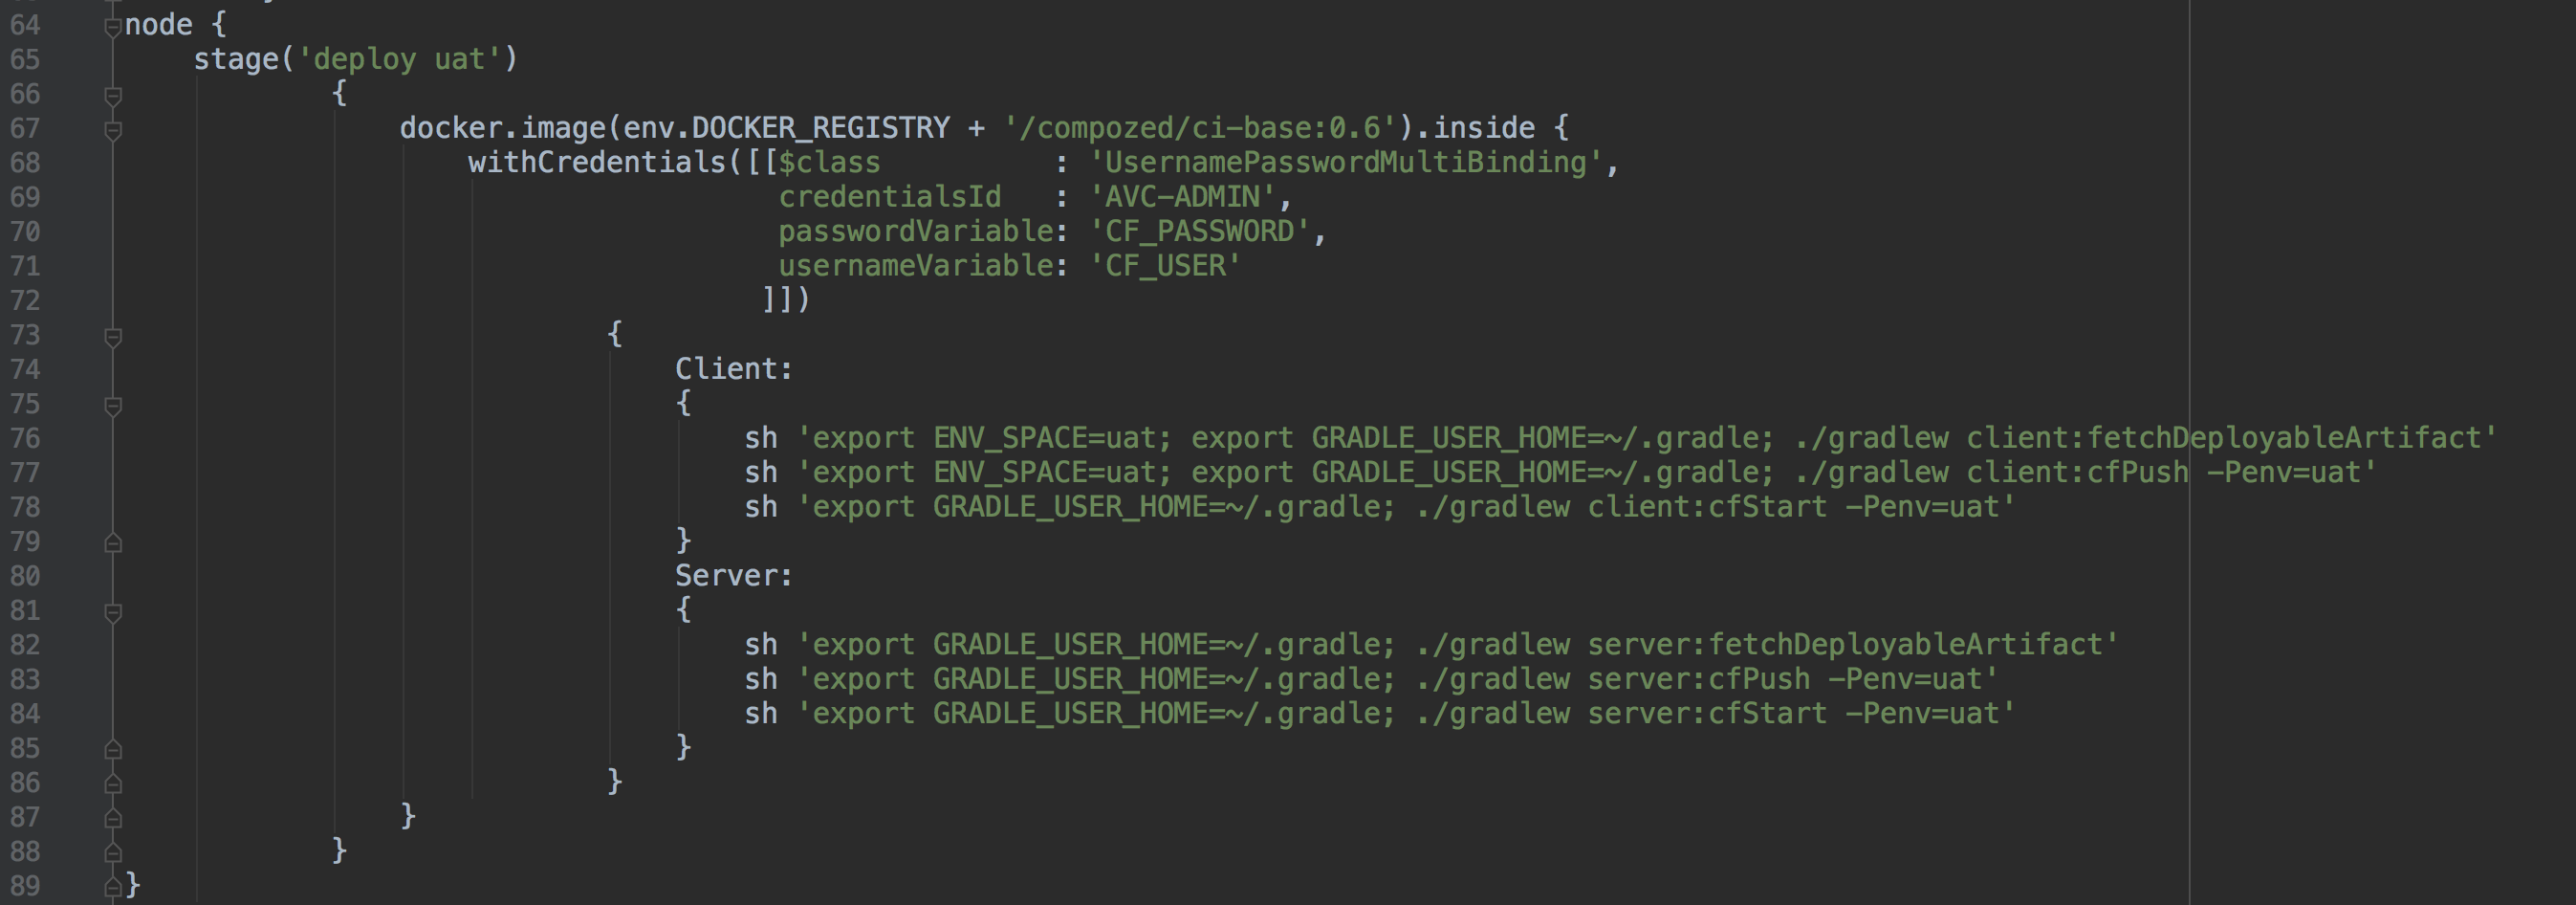 64 node {
65     stage('deploy uat')
66             {
67                 docker.image(env.DOCKER_REGISTRY + '/compozed/ci-base:0.6').inside {
68                     withCredentials([[$class          : 'UsernamePasswordMultiBinding',
69                                       credentialsId   : 'AVC-ADMIN',
70                                       passwordVariable: 'CF_PASSWORD',
71                                       usernameVariable: 'CF_USER'
72                                      ]])
73                             {
74                                 Client:
75                                 {
76                                     sh 'export ENV_SPACE=uat; export GRADLE_USER_HOME=~/.gradle; ./gradlew client:fetchDeployableArtifact'
77                                     sh 'export ENV_SPACE=uat; export GRADLE_USER_HOME=~/.gradle; ./gradlew client:cfPush -Penv=uat'
78                                     sh 'export GRADLE_USER_HOME=~/.gradle; ./gradlew client:cfStart -Penv=uat'
79                                 }
80                                 Server:
81                                 {
82                                     sh 'export GRADLE_USER_HOME=~/.gradle; ./gradlew server:fetchDeployableArtifact'
83                                     sh 'export GRADLE_USER_HOME=~/.gradle; ./gradlew server:cfPush -Penv=uat'
84                                     sh 'export GRADLE_USER_HOME=~/.gradle; ./gradlew server:cfStart -Penv=uat'
85                                 }
86                             }
87                 }
88             }
89 }